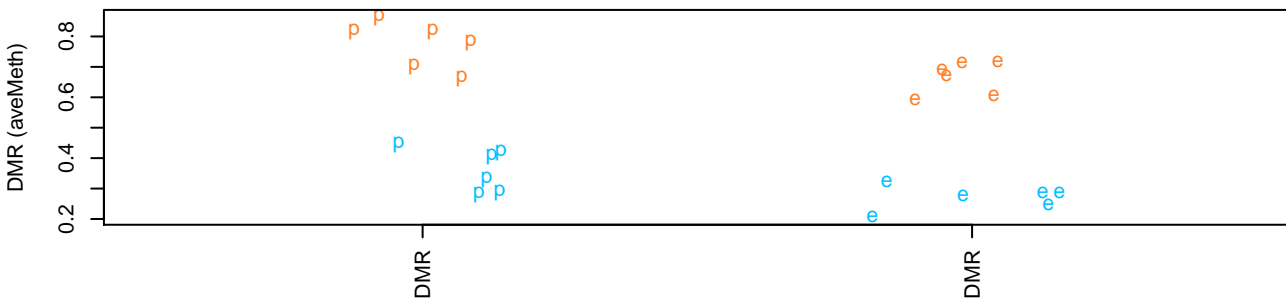 DMR (aveMeth)
0.8
0.6
0.4
0.2
p p p p p p
p p p p p p
e e e e e e
e e e e e e
DMR DMR